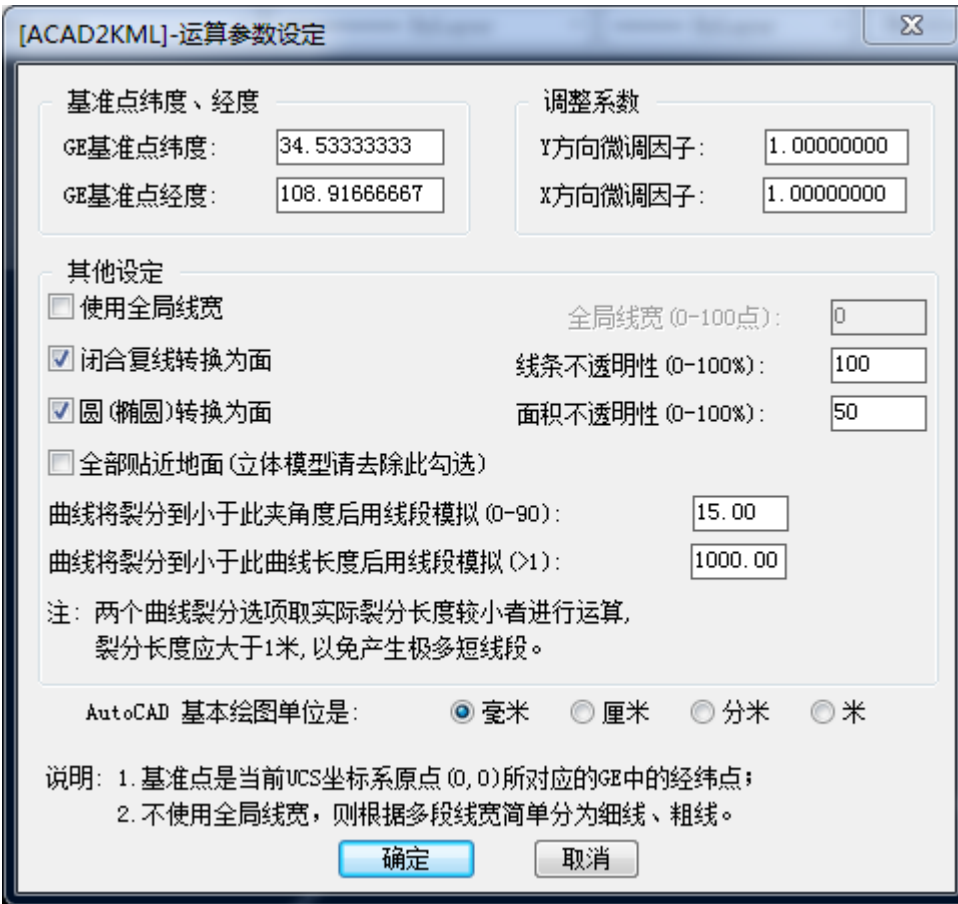 [ACAD2KML]-运算参数设定
基准点纬度、经度
GE基准点纬度: 34.53333333
GE基准点经度: 108.91666667
调整系数
Y方向微调因子: 1.00000000
X方向微调因子: 1.00000000
其他设定
使用全局线宽 全局线宽(0-100点): 0
闭合复线转换为面 线条不透明性(0-100%): 100
圆(椭圆)转换为面 面积不透明性(0-100%): 50
全部贴近地面(立体模型请去除此勾选)
曲线将裂分到小于此夹角度后用线段模拟(0-90): 15.00
曲线将裂分到小于此曲线长度后用线段模拟(>1): 1000.00
注: 两个曲线裂分选项取实际裂分长度较小者进行运算,
裂分长度应大于1米,以免产生极多短线段。
AutoCAD 基本绘图单位是: 毫米 厘米 分米 米
说明: 1.基准点是当前UCS坐标系原点(0,0)所对应的GE中的经纬点;
2.不使用全局线宽，则根据多段线宽简单分为细线、粗线。
确定 取消